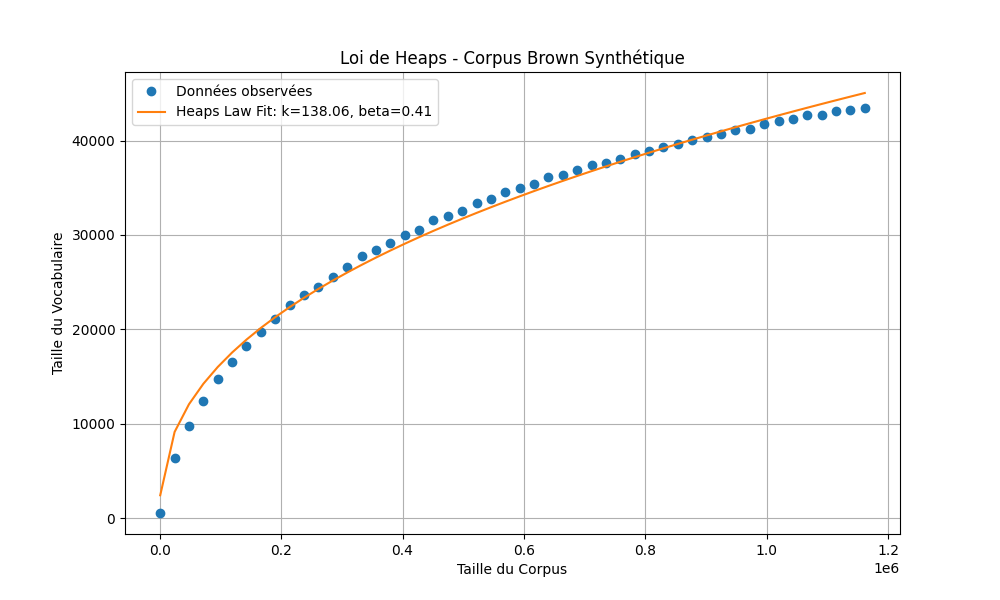 Loi de Heaps - Corpus Brown Synthétique
Données observées
Heaps Law Fit: k=138.06, beta=0.41
Taille du Vocabulaire
40000
30000
20000
10000
0
0.0 0.2 0.4 0.6 0.8 1.0 1.2
1e6
Taille du Corpus